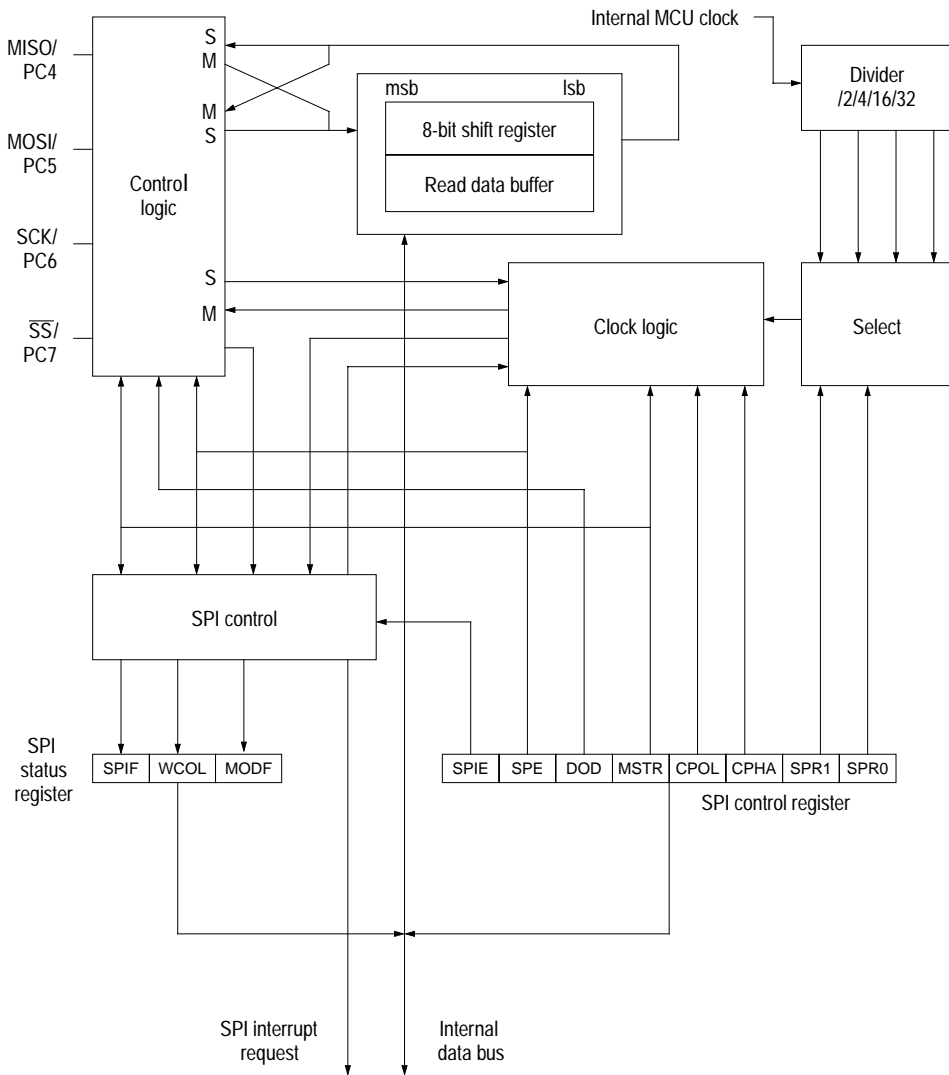 Internal MCU clock
MISO/
PC4
MOSI/
PC5
SCK/
PC6
SS/
PC7
S
M
M
S
S
M
Control
logic
msb
lsb
8-bit shift register
Read data buffer
Divider
/2/4/16/32
Clock logic
Select
SPI control
SPI
status
register
SPIF
WCOL
MODF
SPIE
SPE
DOD
MSTR
CPOL
CPHA
SPR1
SPR0
SPI control register
SPI interrupt
request
Internal
data bus